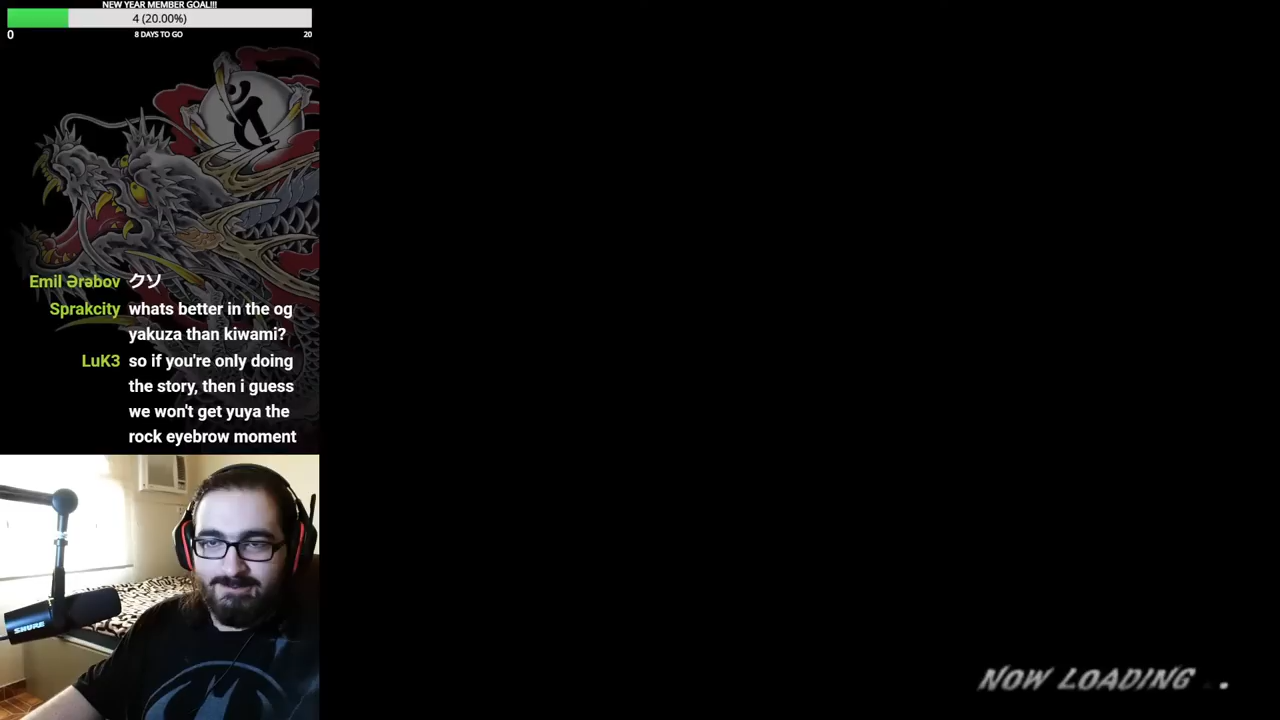 NEW YEAR MEMBER GOAL!!!
4 (20.00%)
0 8 DAYS TO GO 20
EmilƏrəbov クソ
Sprakcity whats better in the og
yakuza than kiwami?
LuK3 so if you're only doing
the story, then i guess
we won't get yuya the
rock eyebrow moment
SHURE
NOW LOADING ..